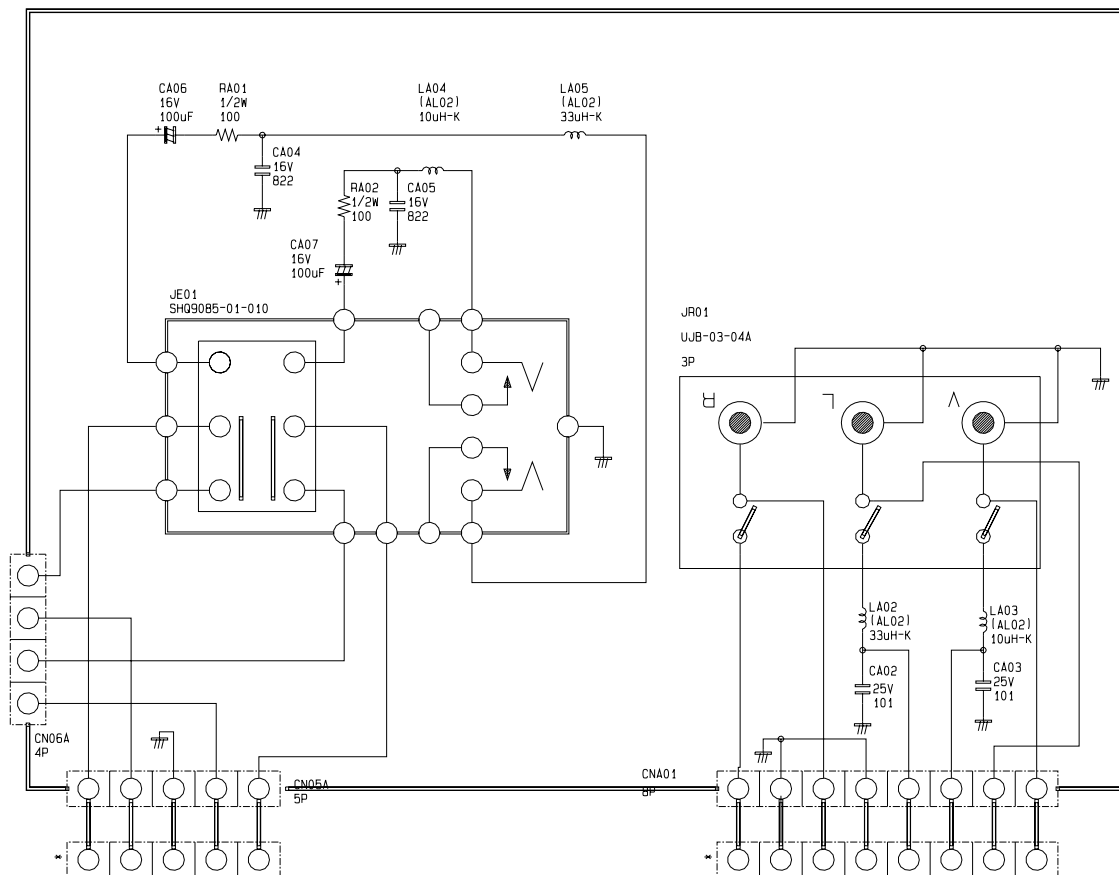 CA06
16V
100uF
RA01
1/2W
100
LA04
(AL02)
10uH-K
LA05
(AL02)
33uH-K
+
CA04
16V
822
RA02
1/2W
100
CA05
16V
822
CA07
16V
100uF
+
JE01
SHQ9085-01-010
JR01
UJB-03-04A
3P
R
L
V
LA02
(AL02)
33uH-K
LA03
(AL02)
10uH-K
CA02
25V
101
CA03
25V
101
CN06A
4P
CN05A
5P
CNA01
8P
*
*